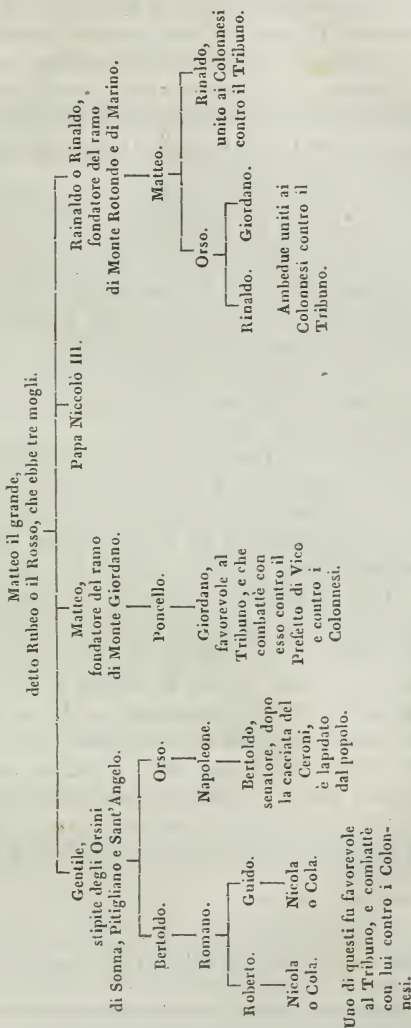 Matteo il grande,
detto Rubeo o il Rosso, che ebbe tre mogli.
Gentile,
stipite degli Orsini
di Sonna, Pitigliano e Sant'Angelo.
Matteo,
fondatore del ramo
di Monte Giordano.
Papa Niccolò III.
Rainaldo o Rinaldo,
fondatore del ramo
di Monte Rotondo e di Marino.
Bertoldo.
Orso.
Poncello.
Matteo.
Romano.
Napoleone.
Giordano,
favorevole al
Tribuno, e che
combattè con
esso contro il
Prefetto di Vico
e contro i
Colonnesi.
Orso.
Rinaldo,
unito ai Colonnesi
contro il Tribuno.
Roberto.
Guido.
Bertoldo,
senatore, dopo
la cacciata del
Ceroni,
è lapidato
dal popolo.
Rinaldo.
Giordano.
Nicola
o Cola.
Nicola
o Cola.
Ambedue uniti ai
Colonnesi contro il
Tribuno.
Uno di questi fu favorevole
al Tribuno, e combattè
con lui contro i Colon-
nesi.